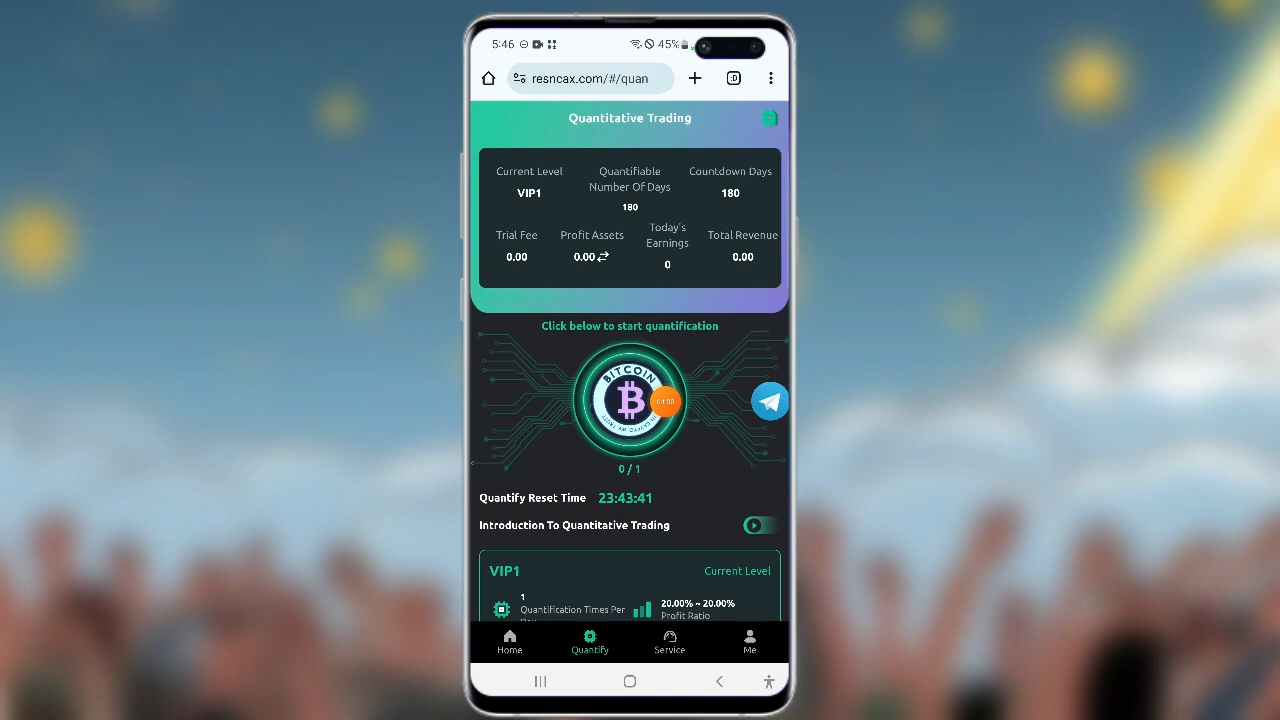 5:46
45%
resncax.com/#/quan
Quantitative Trading
Current Level
Quantifiable Number Of Days
Countdown Days
VIP1
180
180
Trial Fee
Profit Assets
Today's Earnings
Total Revenue
0.00
0.00
0
0.00
Click below to start quantification
BITCOIN
04:00
0 / 1
Quantify Reset Time 23:43:41
Introduction To Quantitative Trading
VIP1
Current Level
1
Quantification Times Per
20.00% ~ 20.00%
Profit Ratio
Home
Quantify
Service
Me